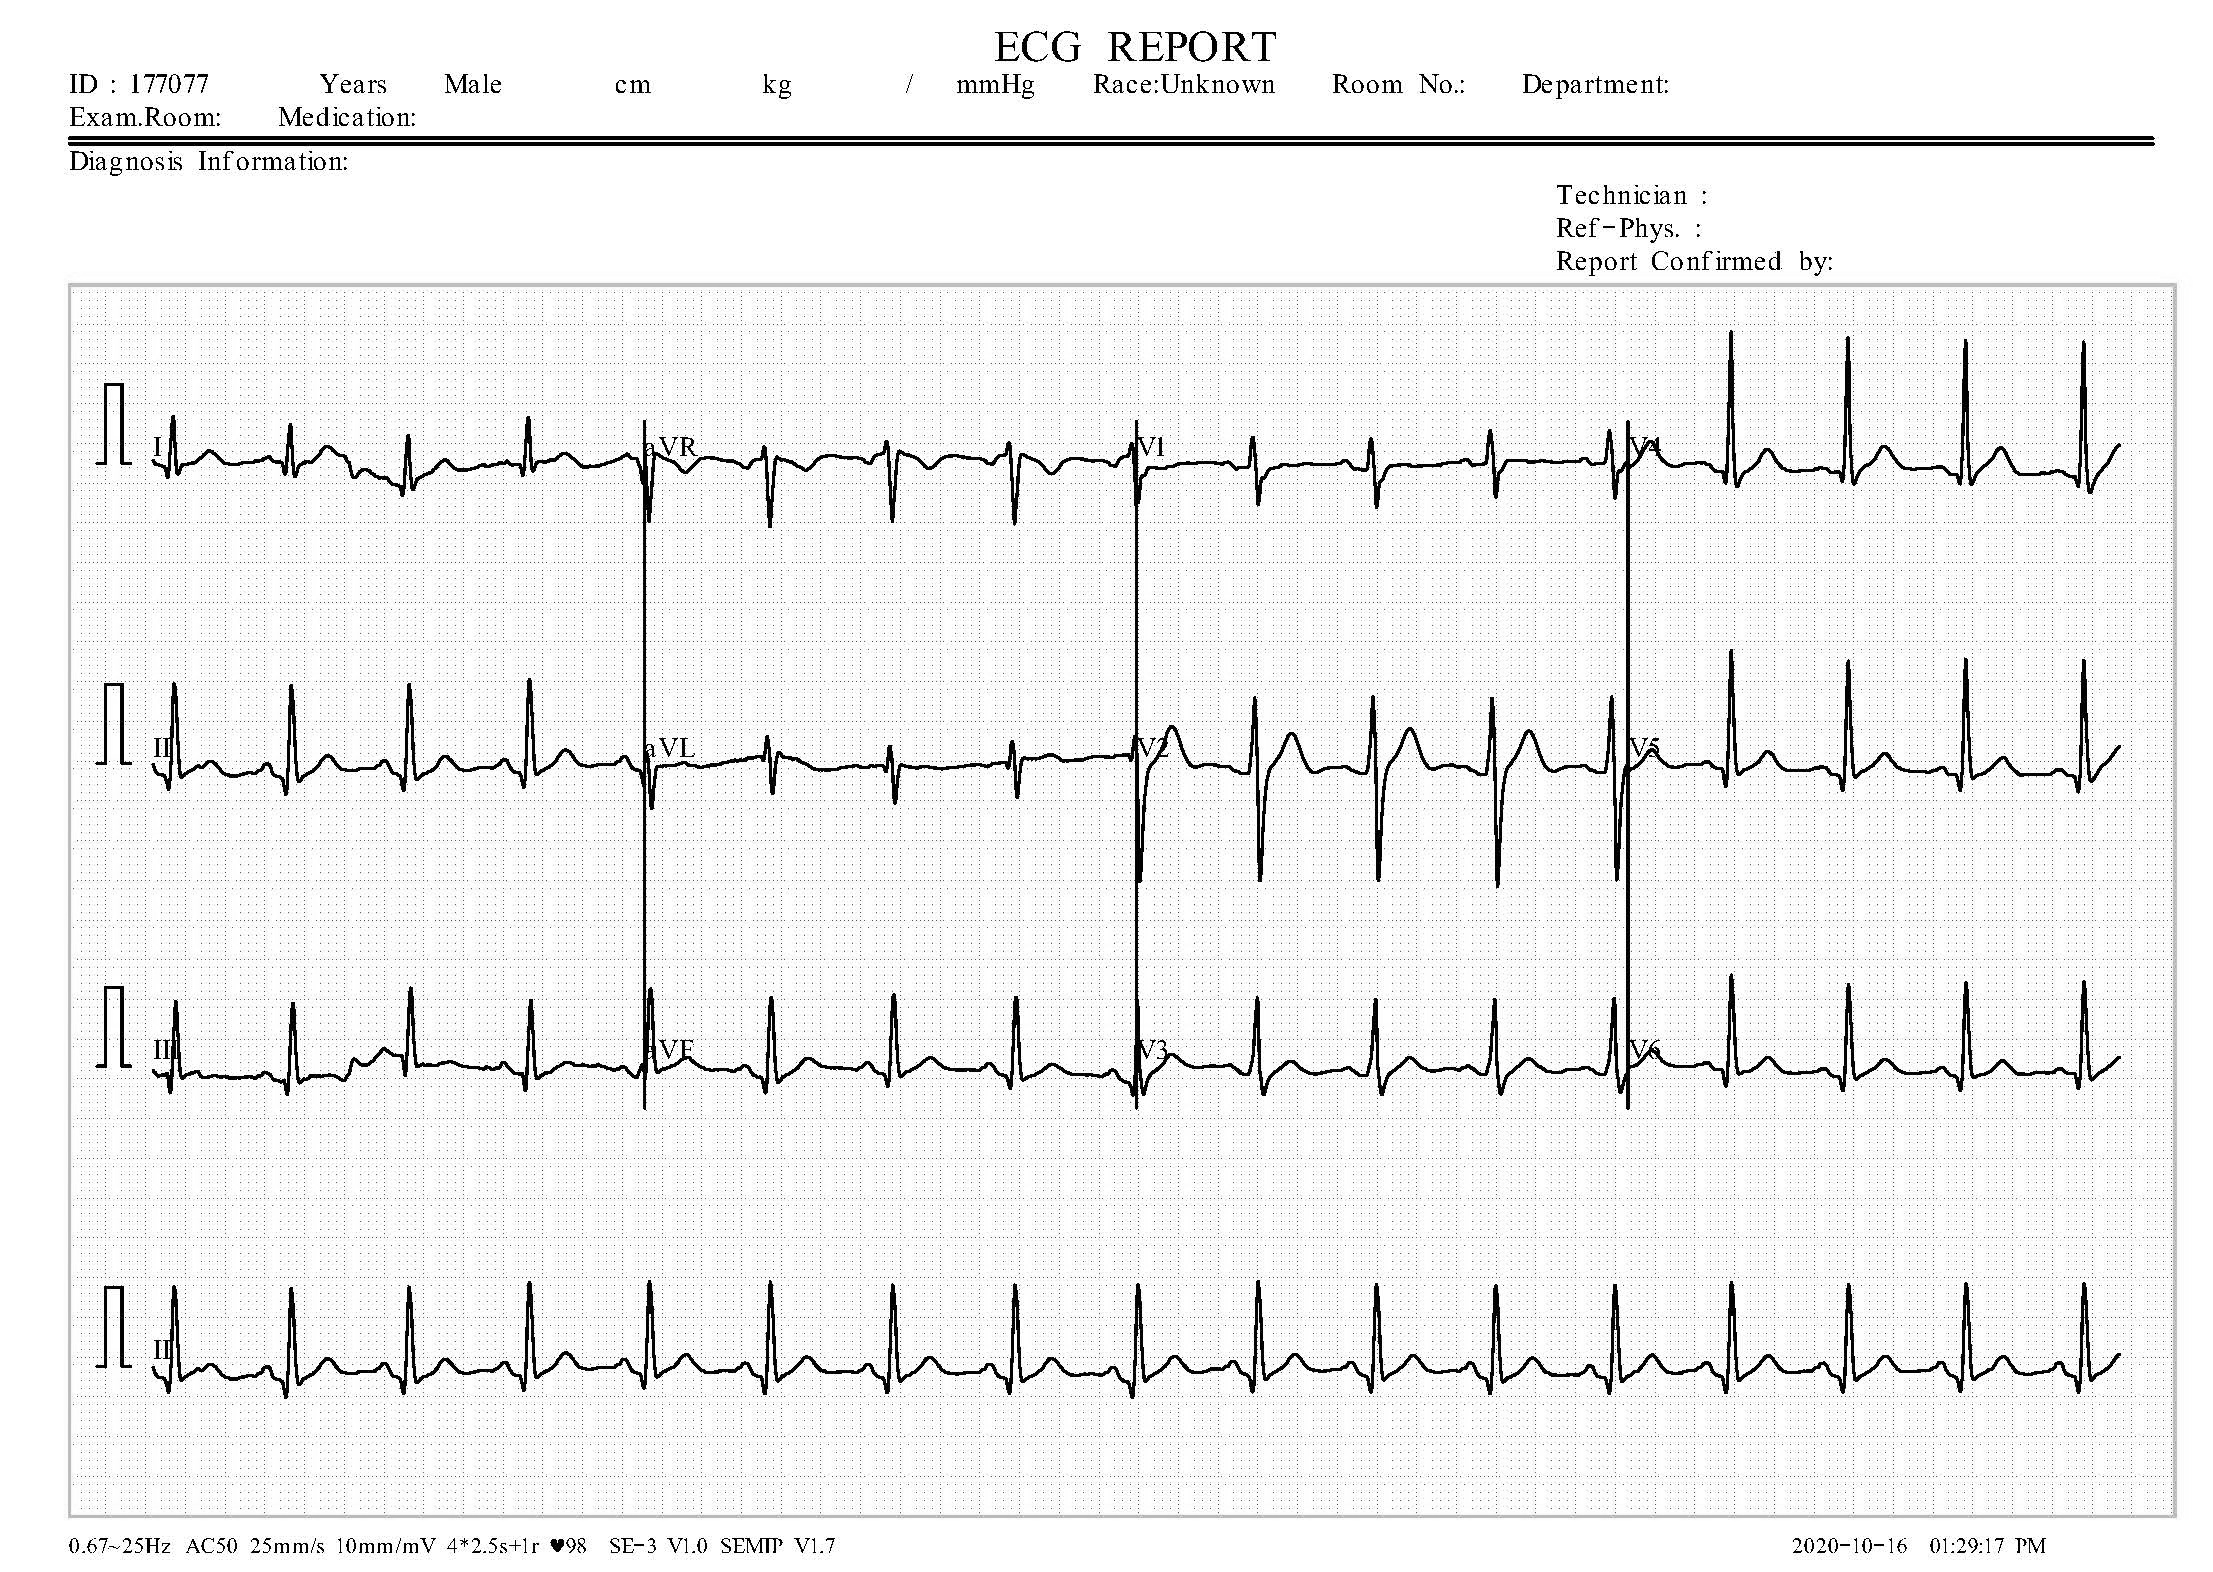 ECG REPORT
ID : 177077 Years Male cm kg / mmHg Race:Unknown Room No.: Department:
Exam.Room: Medication:
Diagnosis Information:
Technician :
Ref-Phys. :
Report Confirmed by:
I aVR V1 V4
II aVL V2 V5
III aVF V3 V6
II
0.67~25Hz AC50 25mm/s 10mm/mV 4*2.5s+1r ♥98 SE-3 V1.0 SEMIP V1.7 2020-10-16 01:29:17 PM